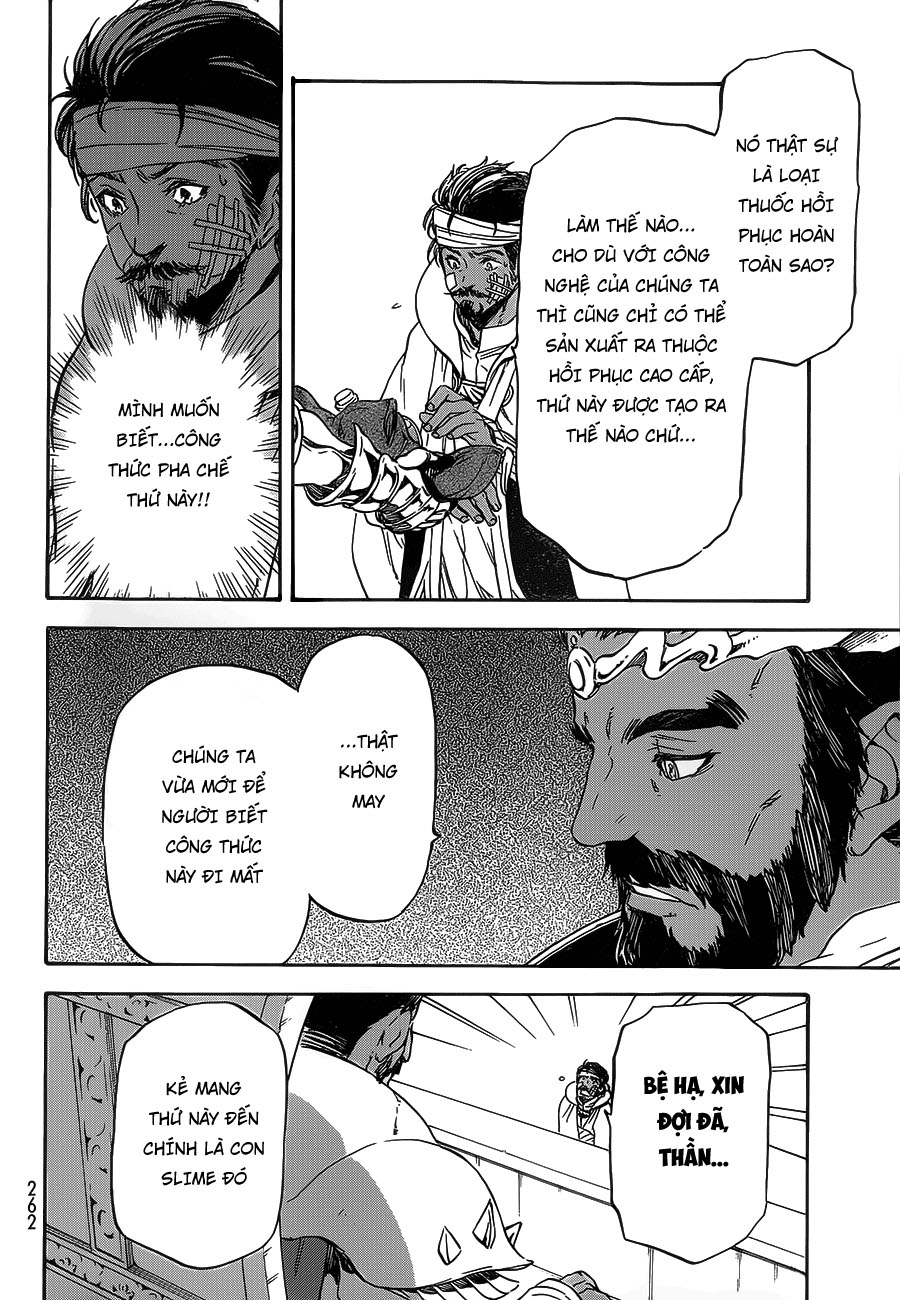 NÓ THẬT SỰ
LÀ LOẠI
THUỐC HỒI
PHỤC HOÀN
TOÀN SAO?
LÀM THẾ NÀO...
CHO DÙ VỚI CÔNG
NGHỆ CỦA CHÚNG TA
THÌ CŨNG CHỈ CÓ THỂ
SẢN XUẤT RA THUỘC
HỒI PHỤC CAO CẤP,
THỨ NÀY ĐƯỢC TẠO RA
THẾ NÀO CHỨ...
MÌNH MUỐN
BIẾT...CÔNG
THỨC PHA CHẾ
THỨ NÀY!!
...THẬT
KHÔNG
MAY
CHÚNG TA
VỪA MỚI ĐỂ
NGƯỜI BIẾT
CÔNG THỨC
NÀY ĐI MẤT
BỆ HẠ, XIN
ĐỢI ĐÃ,
THẦN...
KẺ MANG
THỨ NÀY ĐẾN
CHÍNH LÀ CON
SLIME ĐÓ
262